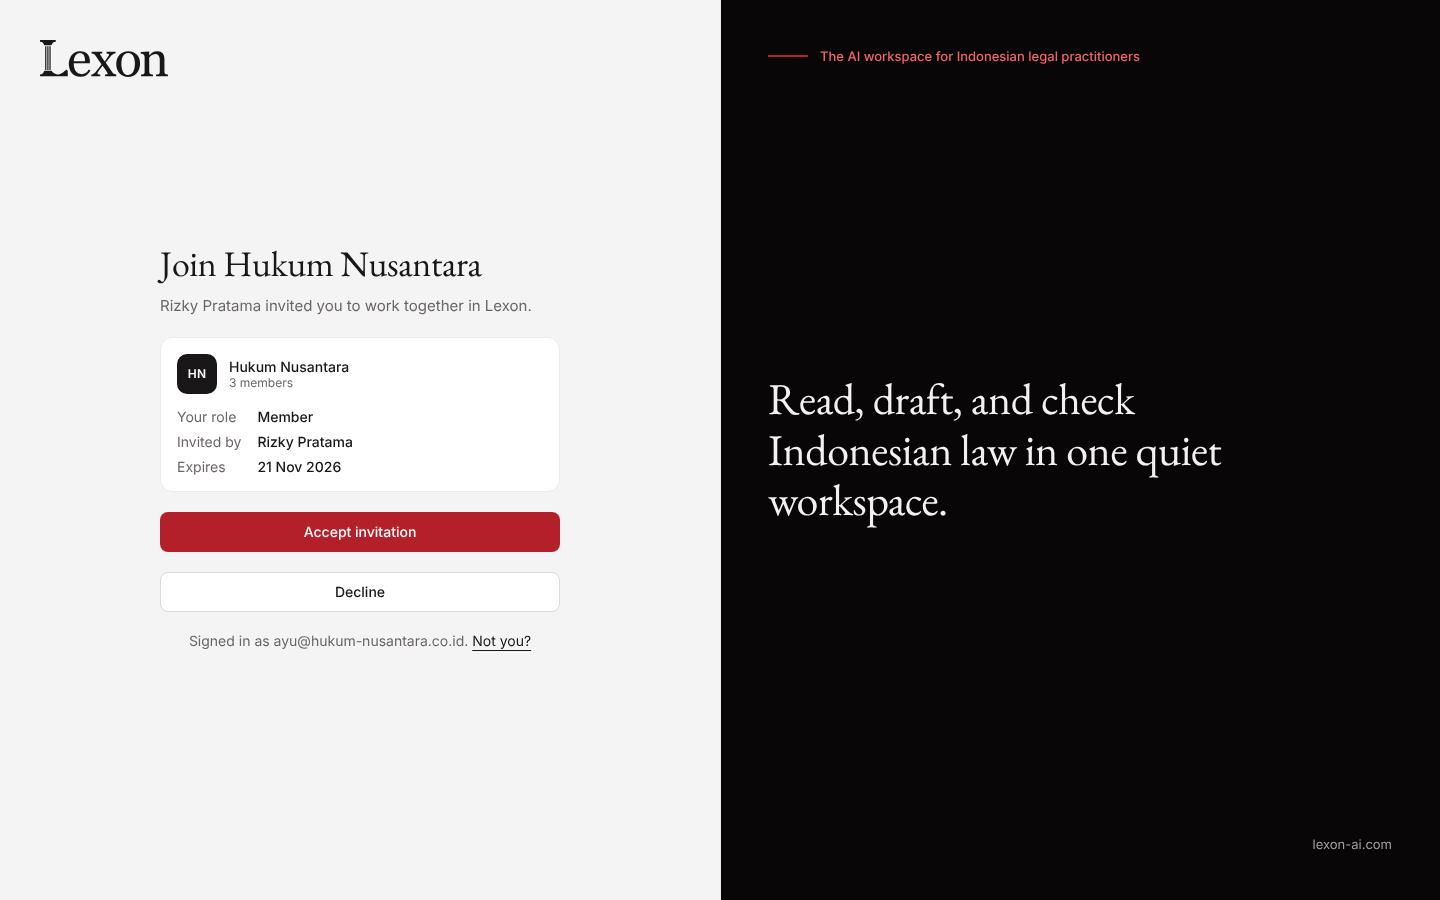 Lexon
Join Hukum Nusantara
Rizky Pratama invited you to work together in Lexon.
HN
Hukum Nusantara
3 members
Your role Member
Invited by Rizky Pratama
Expires 21 Nov 2026
Accept invitation
Decline
Signed in as ayu@hukum-nusantara.co.id. Not you?
The AI workspace for Indonesian legal practitioners
Read, draft, and check
Indonesian law in one quiet
workspace.
lexon-ai.com